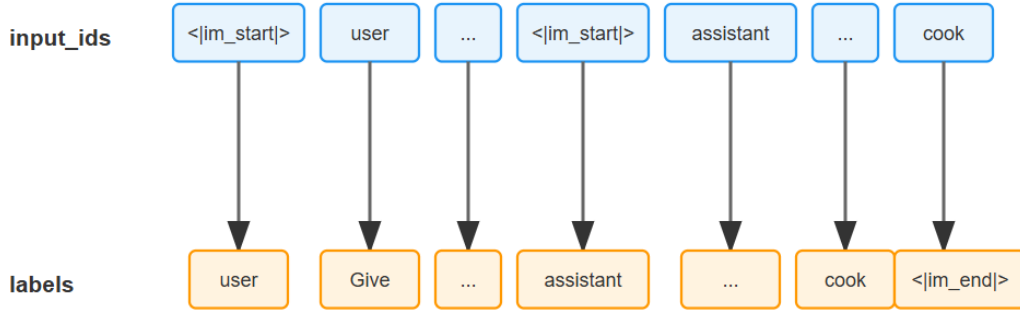 input_ids <|im_start|> user ... <|im_start|> assistant ... cook
labels user Give ... assistant ... cook <|im_end|>